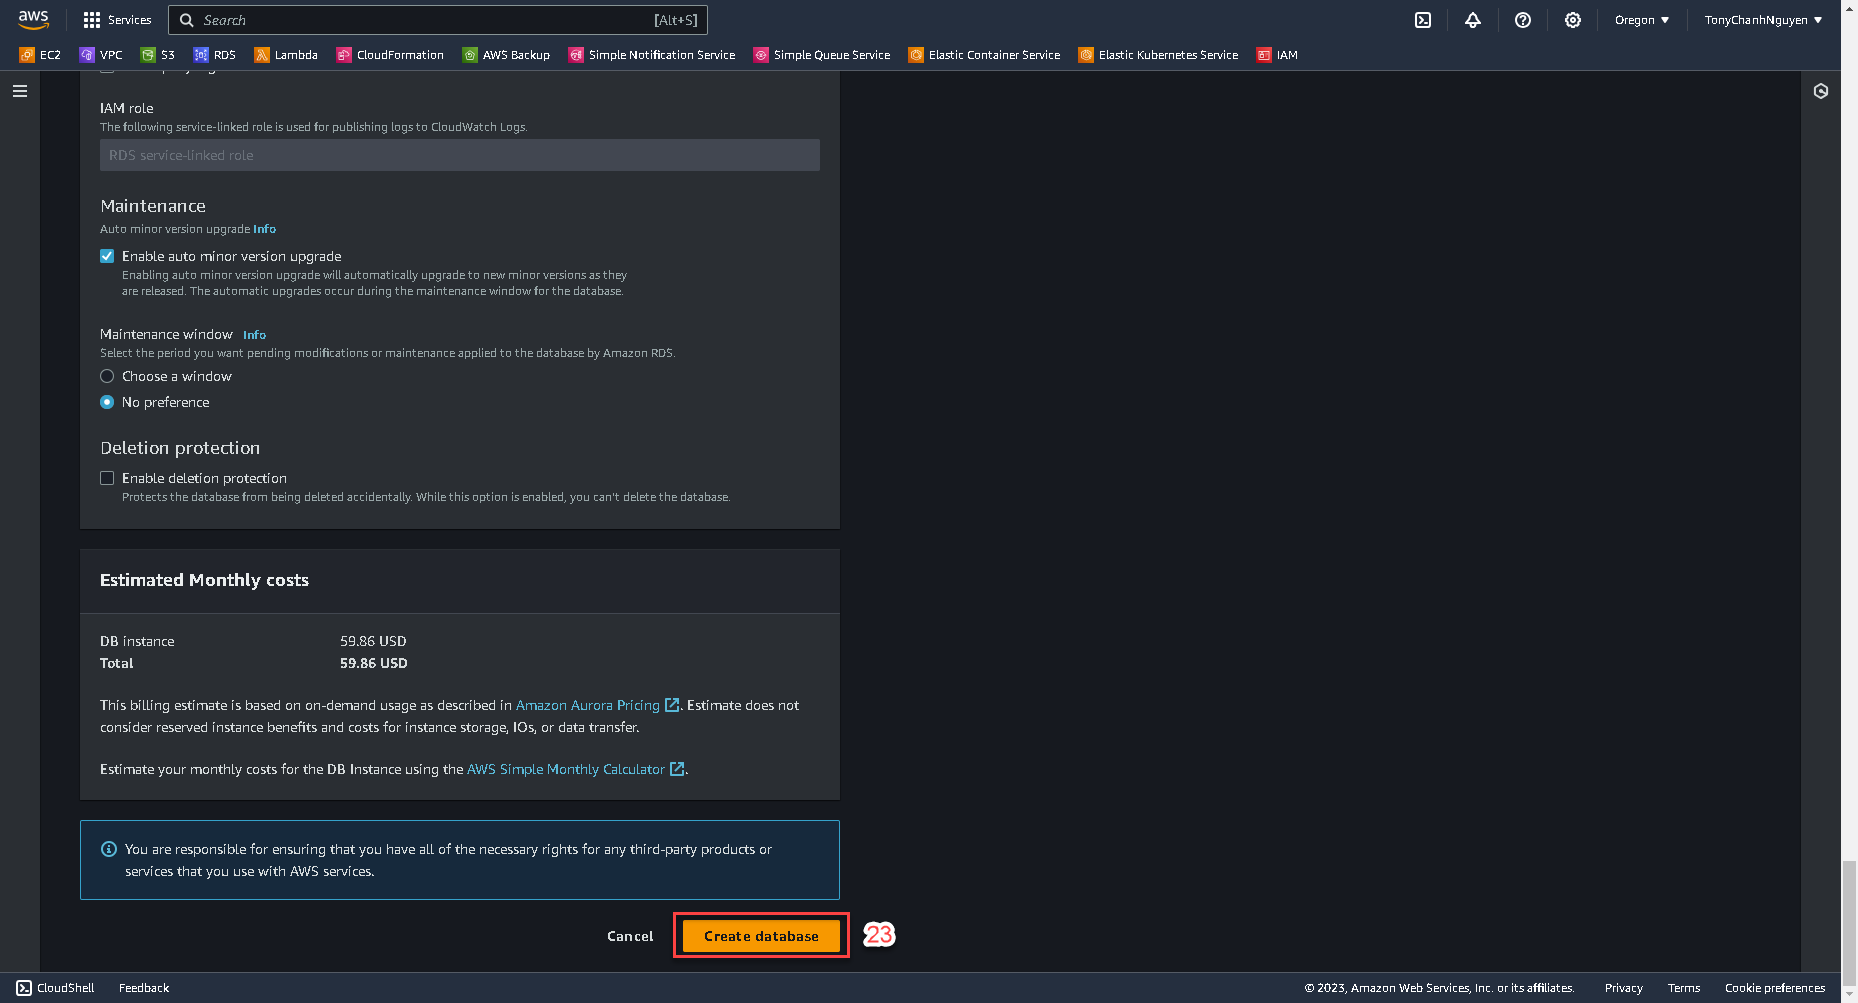 aws
Services
Search
[Alt+S]
Oregon
TonyChanhNguyen
EC2
VPC
S3
RDS
Lambda
CloudFormation
AWS Backup
Simple Notification Service
Simple Queue Service
Elastic Container Service
Elastic Kubernetes Service
IAM
IAM role
The following service-linked role is used for publishing logs to CloudWatch Logs.
RDS service-linked role
Maintenance
Auto minor version upgrade Info
Enable auto minor version upgrade
Enabling auto minor version upgrade will automatically upgrade to new minor versions as they
are released. The automatic upgrades occur during the maintenance window for the database.
Maintenance window Info
Select the period you want pending modifications or maintenance applied to the database by Amazon RDS.
Choose a window
No preference
Deletion protection
Enable deletion protection
Protects the database from being deleted accidentally. While this option is enabled, you can't delete the database.
Estimated Monthly costs
DB instance 59.86 USD
Total 59.86 USD
This billing estimate is based on on-demand usage as described in Amazon Aurora Pricing. Estimate does not
consider reserved instance benefits and costs for instance storage, IOs, or data transfer.
Estimate your monthly costs for the DB Instance using the AWS Simple Monthly Calculator.
You are responsible for ensuring that you have all of the necessary rights for any third-party products or
services that you use with AWS services.
Cancel
Create database
23
CloudShell
Feedback
© 2023, Amazon Web Services, Inc. or its affiliates.
Privacy
Terms
Cookie preferences